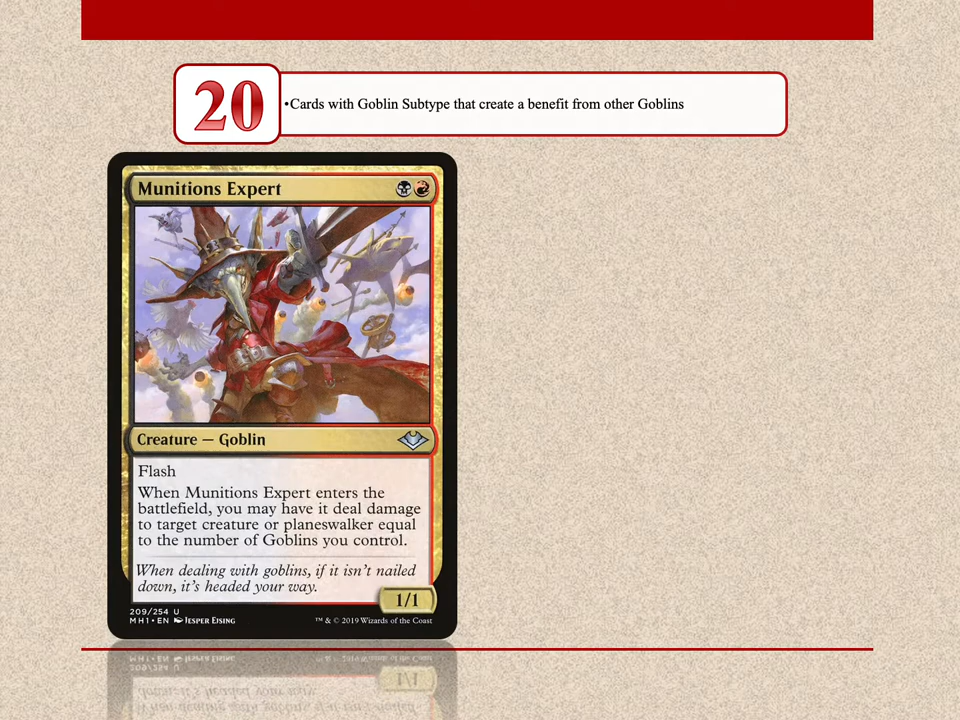 20
•Cards with Goblin Subtype that create a benefit from other Goblins
Munitions Expert
Creature — Goblin
Flash
When Munitions Expert enters the
battlefield, you may have it deal damage
to target creature or planeswalker equal
to the number of Goblins you control.
When dealing with goblins, if it isn't nailed
down, it's headed your way.
1/1
209/254 U
MH1 • EN Jesper Ejsing
™ & © 2019 Wizards of the Coast